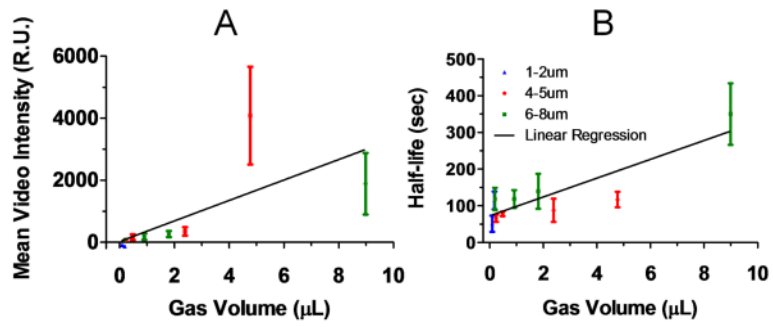 A
Mean Video Intensity (R.U.)
6000
4000
2000
0
0 2 4 6 8 10
Gas Volume (μL)
B
Half-life (sec)
500
400
300
200
100
0
1-2um
4-5um
6-8um
Linear Regression
0 2 4 6 8 10
Gas Volume (μL)